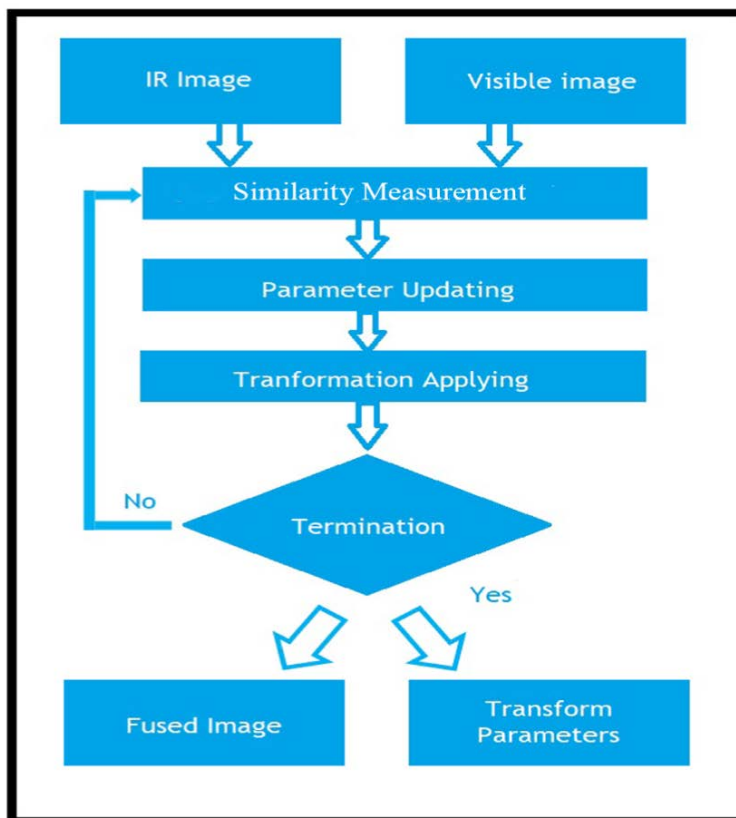 IR Image
Visible image
Similarity Measurement
Parameter Updating
Tranformation Applying
Termination
No
Yes
Fused Image
Transform
Parameters